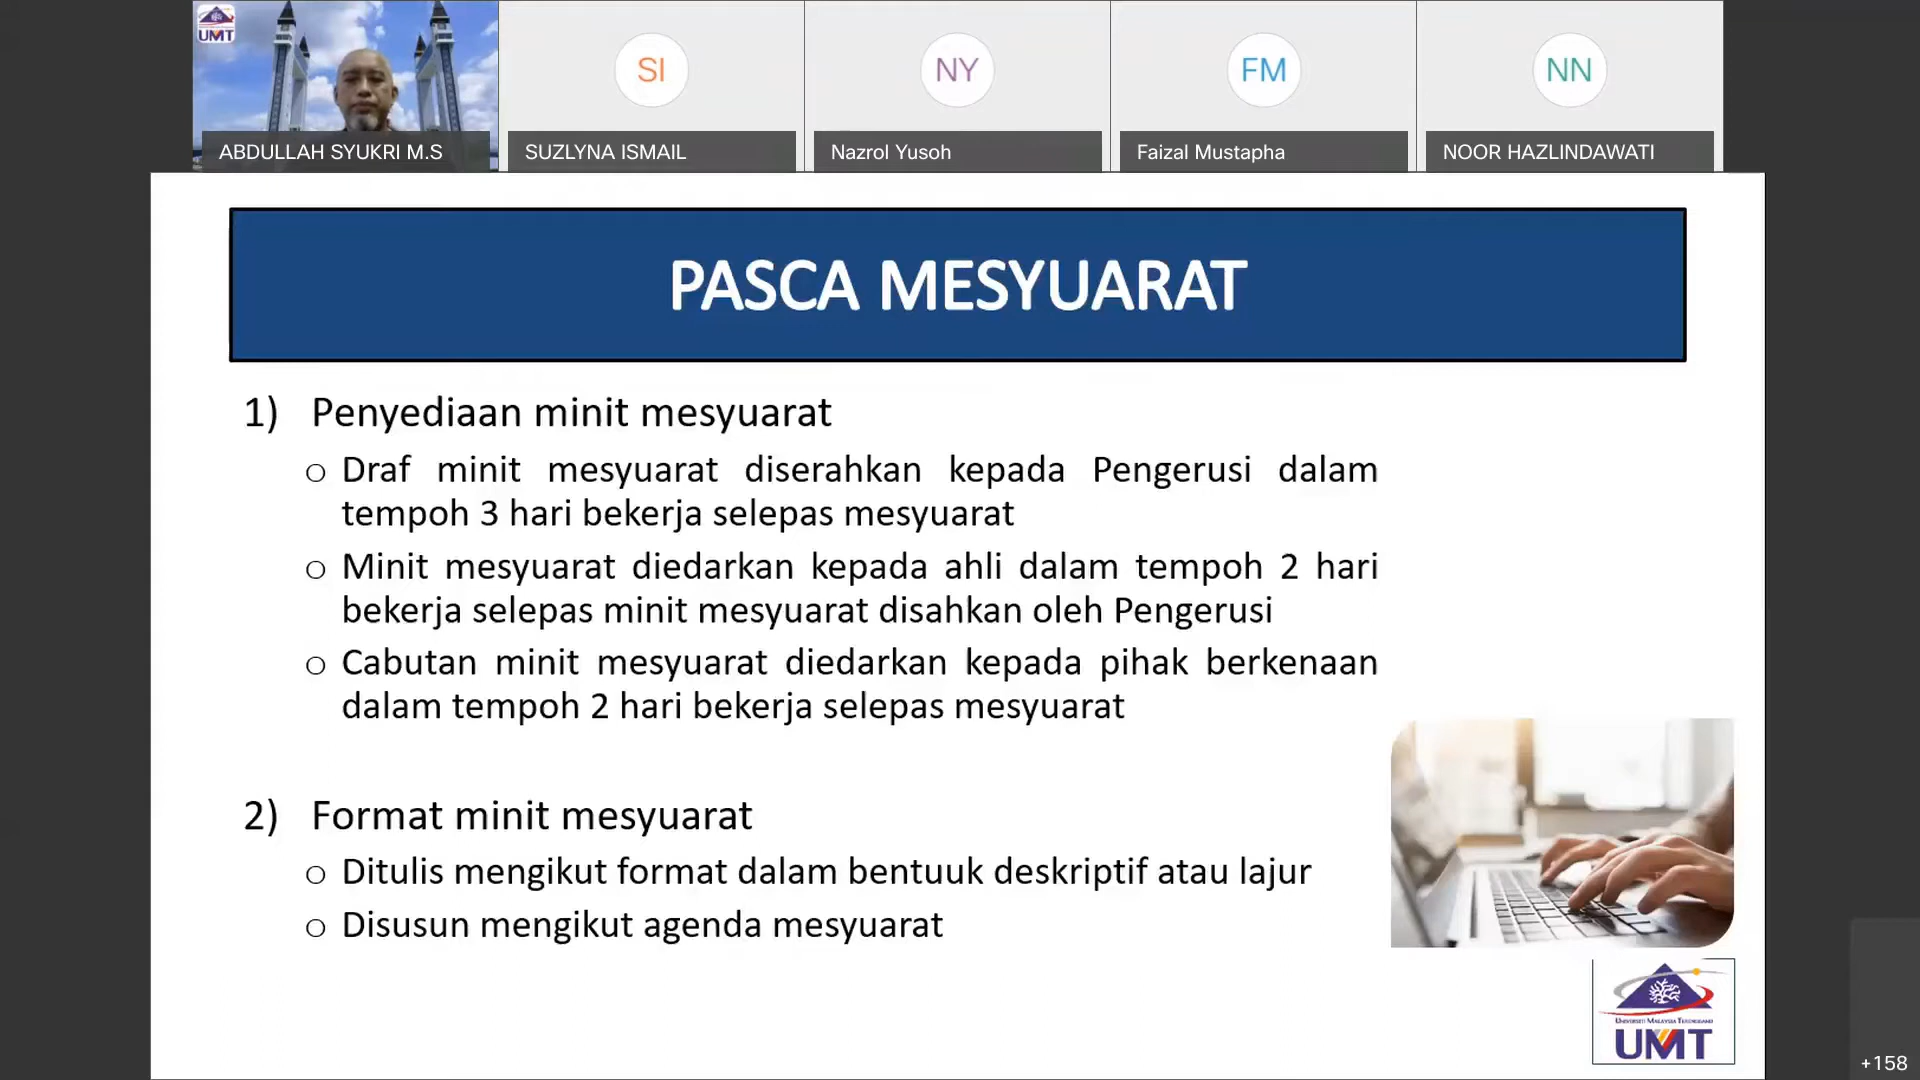 UMT
SI
NY
FM
NN
ABDULLAH SYUKRI M.S
SUZLYNA ISMAIL
Nazrol Yusoh
Faizal Mustapha
NOOR HAZLINDAWATI
PASCA MESYUARAT
1) Penyediaan minit mesyuarat
o Draf minit mesyuarat diserahkan kepada Pengerusi dalam
tempoh 3 hari bekerja selepas mesyuarat
o Minit mesyuarat diedarkan kepada ahli dalam tempoh 2 hari
bekerja selepas minit mesyuarat disahkan oleh Pengerusi
o Cabutan minit mesyuarat diedarkan kepada pihak berkenaan
dalam tempoh 2 hari bekerja selepas mesyuarat
2) Format minit mesyuarat
o Ditulis mengikut format dalam bentuuk deskriptif atau lajur
o Disusun mengikut agenda mesyuarat
UNIVERSITI MALAYSIA TERENGGANU
UMT
+158